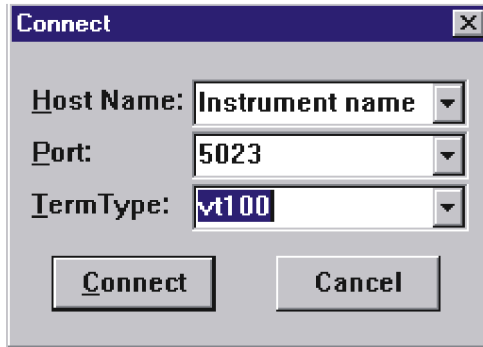 Connect
Host Name: Instrument name
Port: 5023
TermType: vt100
Connect Cancel